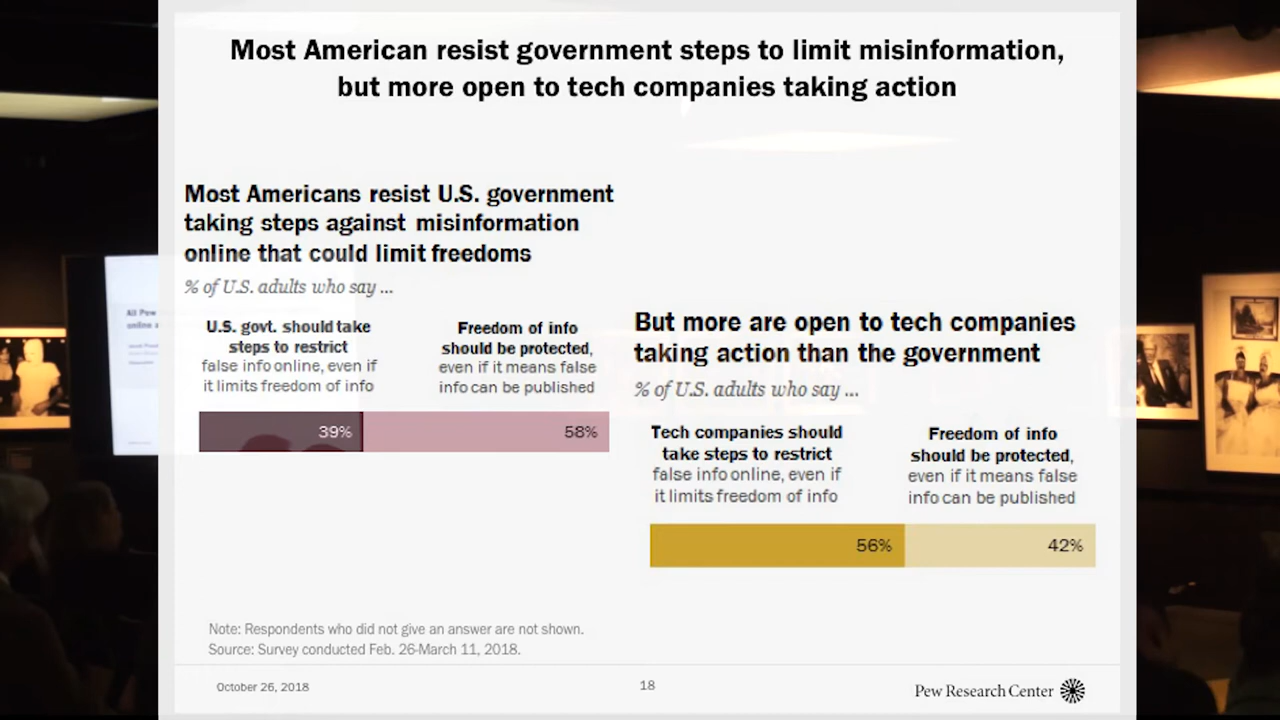 Most American resist government steps to limit misinformation,
but more open to tech companies taking action
Most Americans resist U.S. government
taking steps against misinformation
online that could limit freedoms
% of U.S. adults who say ...
U.S. govt. should take
steps to restrict
false info online, even if
it limits freedom of info
Freedom of info
should be protected,
even if it means false
info can be published
39%
58%
But more are open to tech companies
taking action than the government
% of U.S. adults who say ...
Tech companies should
take steps to restrict
false info online, even if
it limits freedom of info
Freedom of info
should be protected,
even if it means false
info can be published
56%
42%
Note: Respondents who did not give an answer are not shown.
Source: Survey conducted Feb. 26-March 11, 2018.
October 26, 2018
18
Pew Research Center
All Pew
online